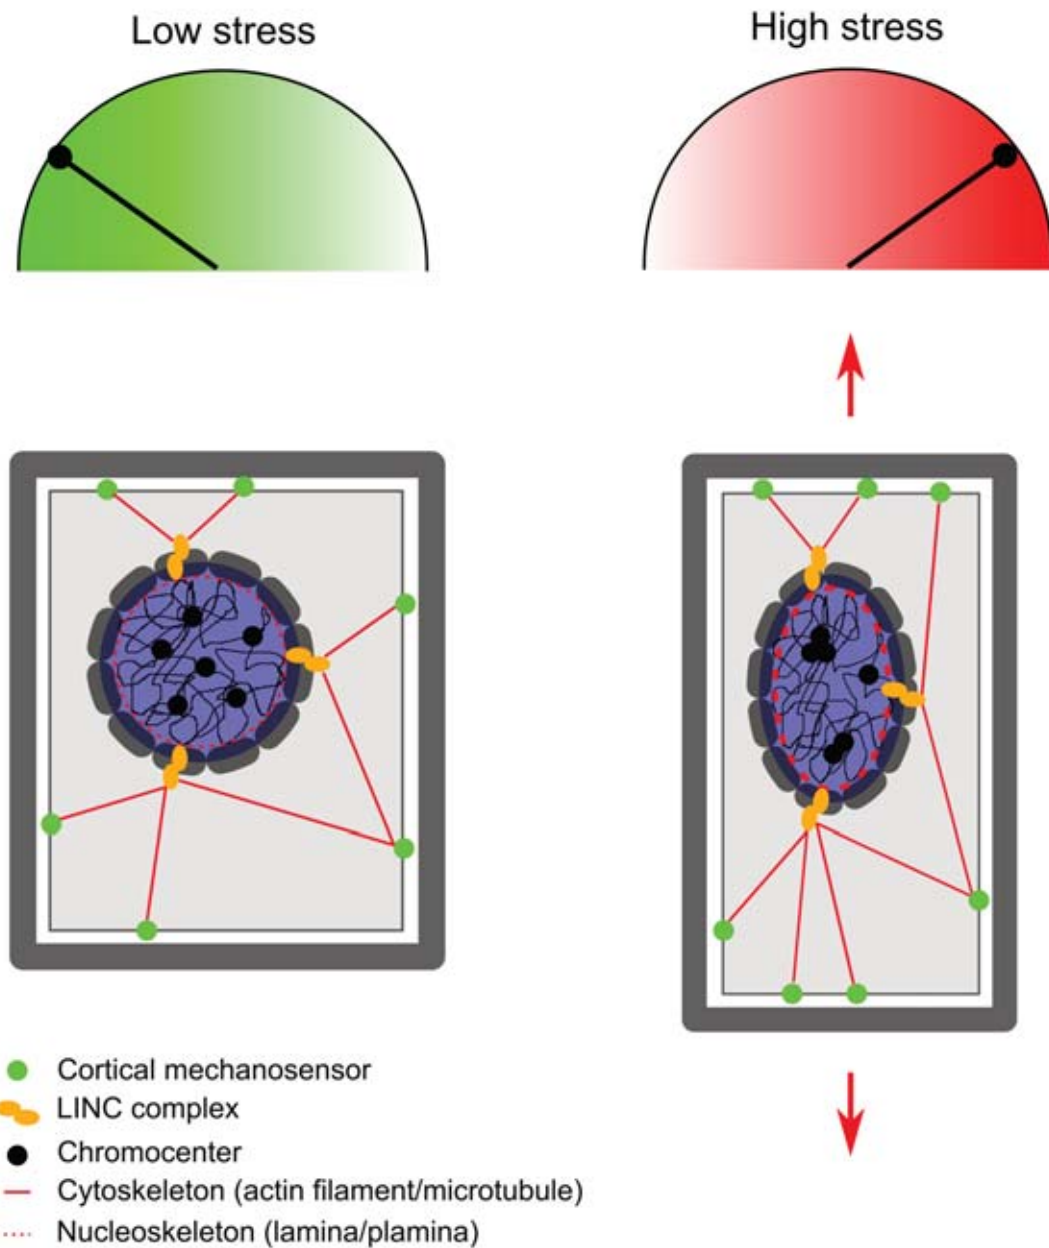 Low stress
High stress
Cortical mechanosensor
LINC complex
Chromocenter
Cytoskeleton (actin filament/microtubule)
Nucleoskeleton (lamina/plamina)